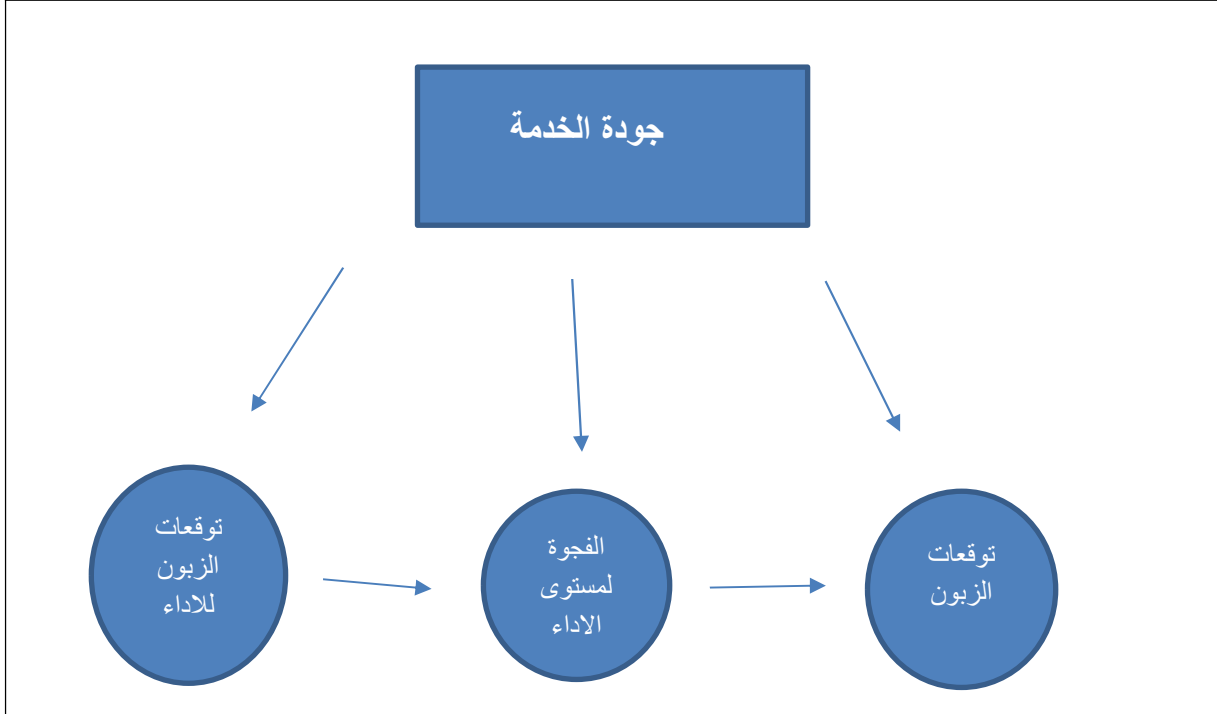 جودة الخدمة
توقعات
الزبون
الفجوة
لمستوى
الاداء
توقعات
الزبون
للاداء